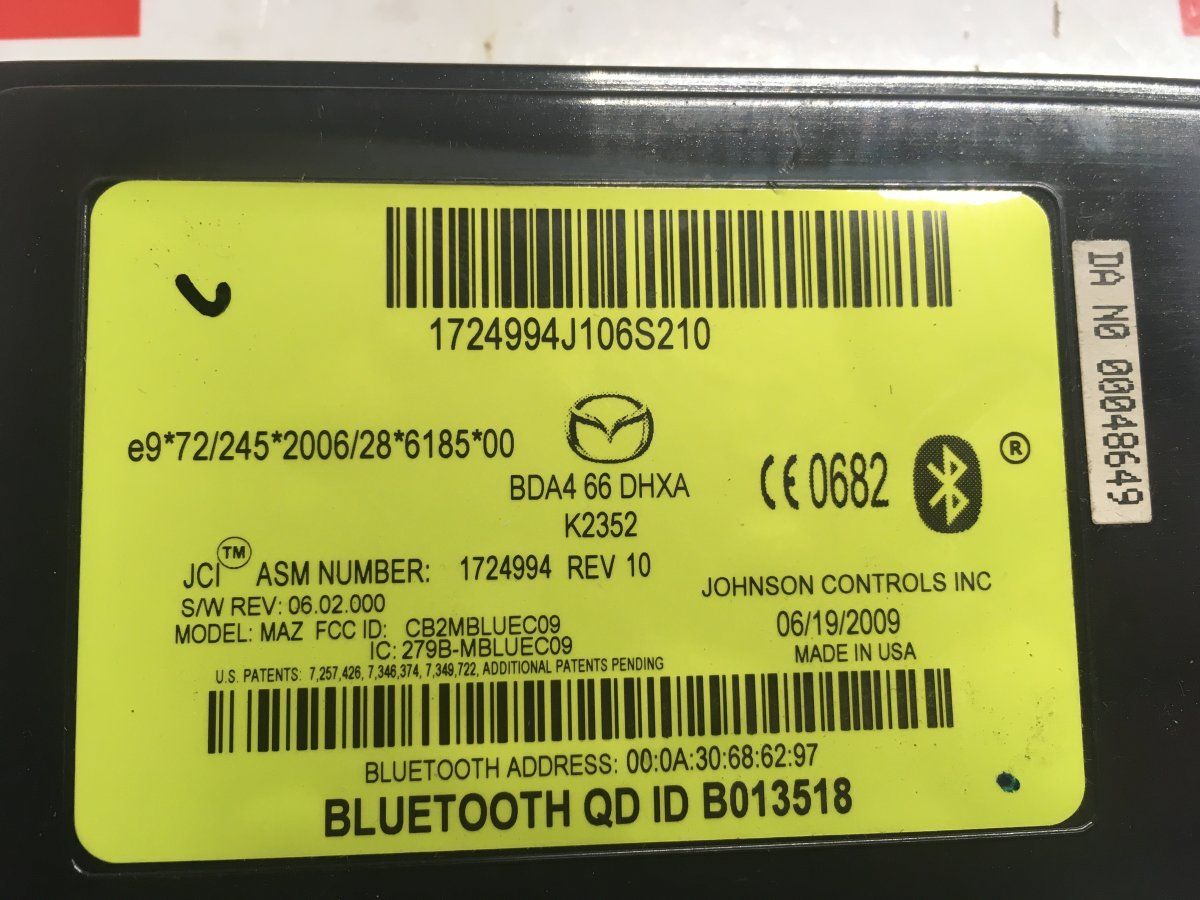 1724994J106S210
e9*72/245*2006/28*6185*00
BDA4 66 DHXA
K2352
CE 0682
®
JCI™ ASM NUMBER: 1724994 REV 10
S/W REV: 06.02.000
MODEL: MAZ FCC ID: CB2MBLUEC09
IC: 279B-MBLUEC09
JOHNSON CONTROLS INC
06/19/2009
MADE IN USA
U.S. PATENTS: 7,257,426, 7,346,374, 7,349,722, ADDITIONAL PATENTS PENDING
BLUETOOTH ADDRESS: 00:0A:30:68:62:97
BLUETOOTH QD ID B013518
DA N0 00048649